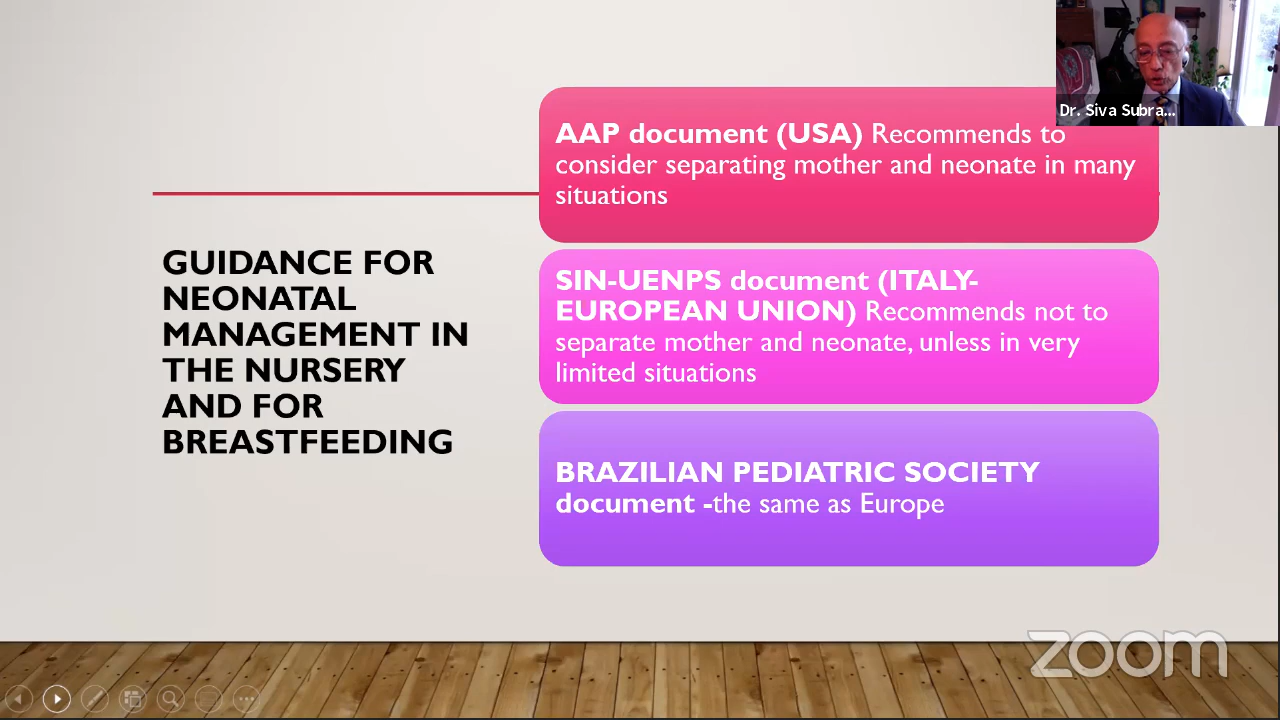 Dr. Siva Subra...
AAP document (USA) Recommends to
consider separating mother and neonate in many
situations
GUIDANCE FOR
NEONATAL
MANAGEMENT IN
THE NURSERY
AND FOR
BREASTFEEDING
SIN-UENPS document (ITALY-
EUROPEAN UNION) Recommends not to
separate mother and neonate, unless in very
limited situations
BRAZILIAN PEDIATRIC SOCIETY
document -the same as Europe
zoom